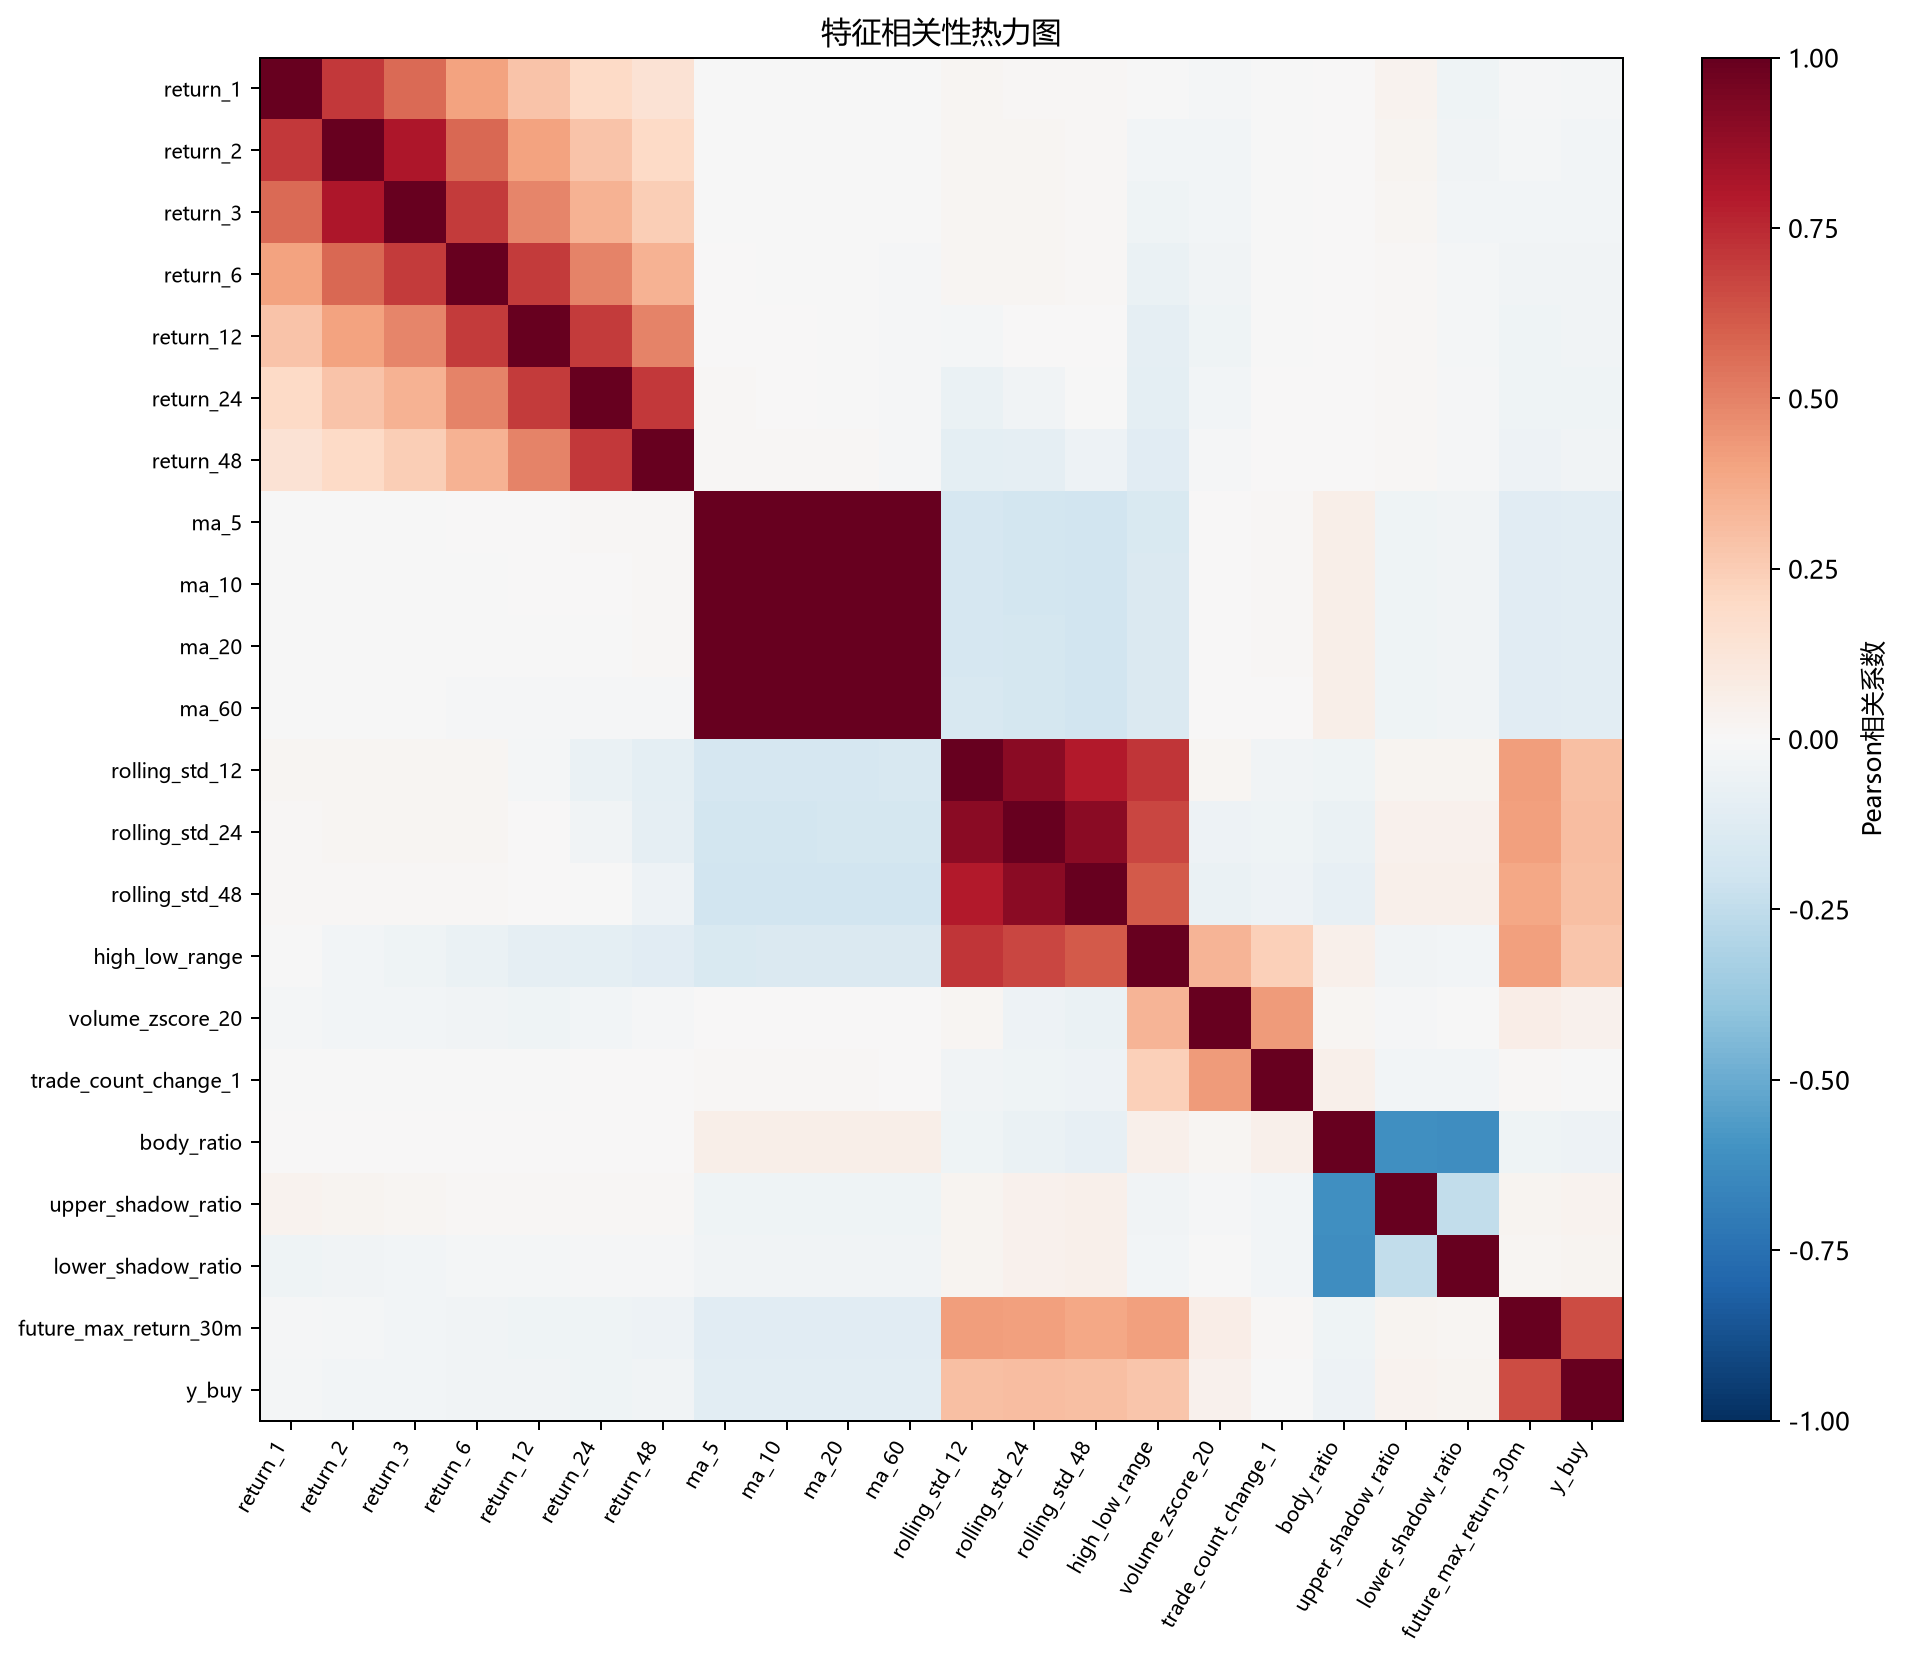 特征相关性热力图
return_1
return_2
return_3
return_6
return_12
return_24
return_48
ma_5
ma_10
ma_20
ma_60
rolling_std_12
rolling_std_24
rolling_std_48
high_low_range
volume_zscore_20
trade_count_change_1
body_ratio
upper_shadow_ratio
lower_shadow_ratio
future_max_return_30m
y_buy
return_1
return_2
return_3
return_6
return_12
return_24
return_48
ma_5
ma_10
ma_20
ma_60
rolling_std_12
rolling_std_24
rolling_std_48
high_low_range
volume_zscore_20
trade_count_change_1
body_ratio
upper_shadow_ratio
lower_shadow_ratio
future_max_return_30m
y_buy
1.00
0.75
0.50
0.25
0.00
-0.25
-0.50
-0.75
-1.00
Pearson相关系数